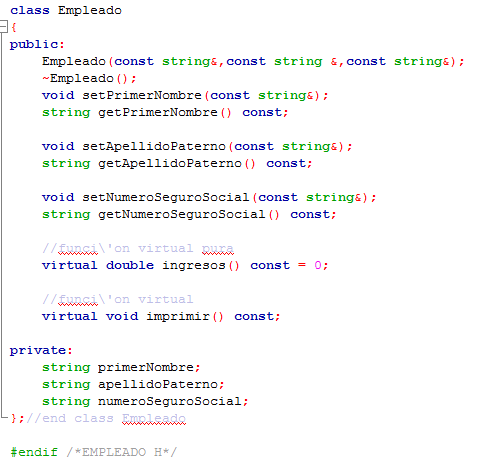 class Empleado
{
public:
Empleado(const string&,const string &,const string&);
~Empleado();
void setPrimerNombre(const string&);
string getPrimerNombre() const;
void setApellidoPaterno(const string&);
string getApellidoPaterno() const;
void setNumeroSeguroSocial(const string&);
string getNumeroSeguroSocial() const;
//funci\'on virtual pura
virtual double ingresos() const = 0;
//funci\'on virtual
virtual void imprimir() const;
private:
string primerNombre;
string apellidoPaterno;
string numeroSeguroSocial;
};//end class Empleado
#endif /*EMPLEADO H*/